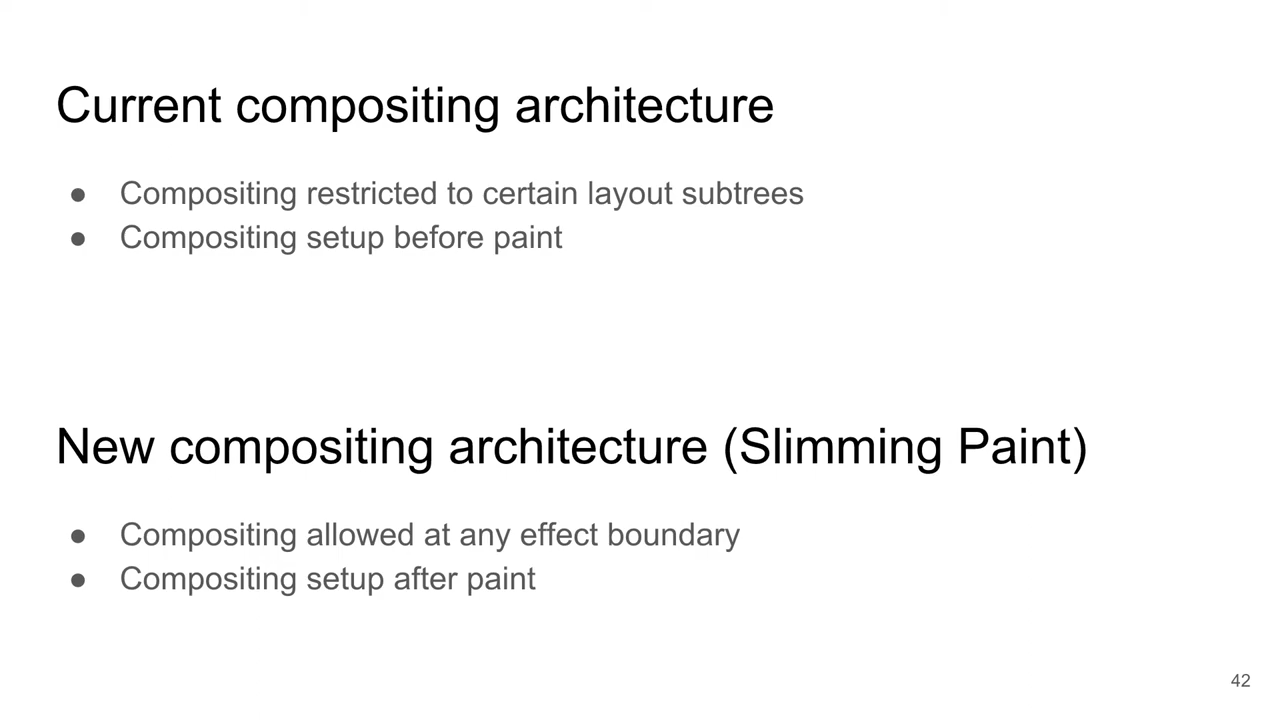 Current compositing architecture
● Compositing restricted to certain layout subtrees
● Compositing setup before paint
New compositing architecture (Slimming Paint)
● Compositing allowed at any effect boundary
● Compositing setup after paint
42